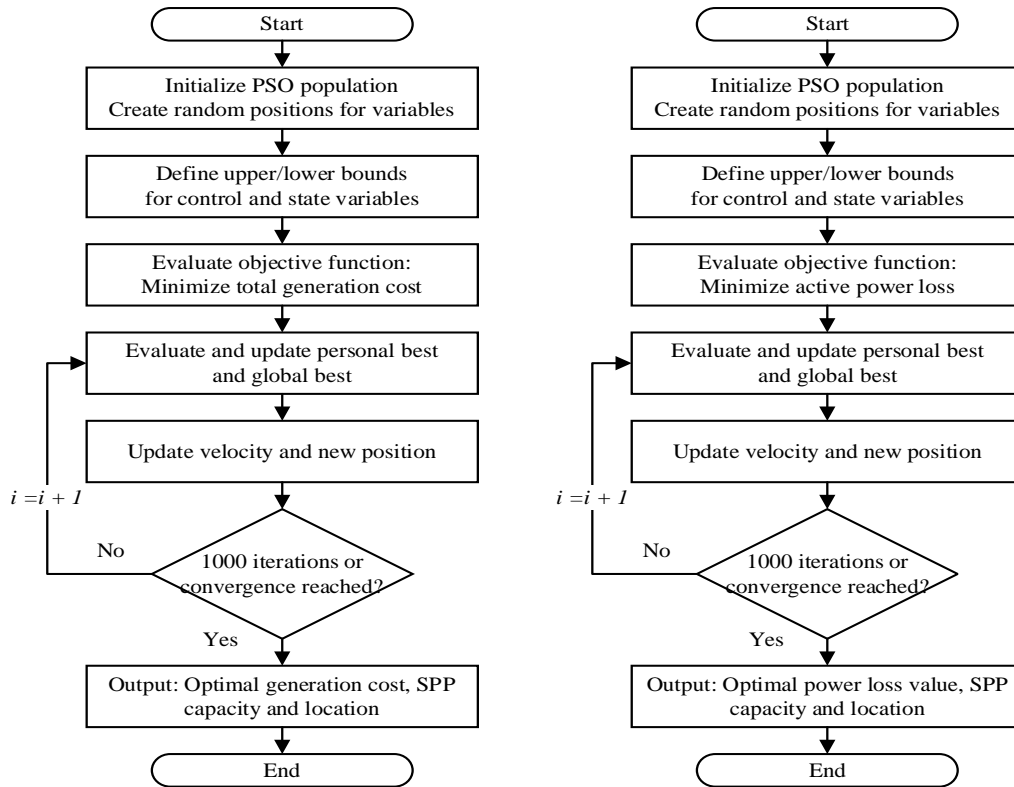 Start
Initialize PSO population
Create random positions for variables
Define upper/lower bounds
for control and state variables
Evaluate objective function:
Minimize total generation cost
Evaluate and update personal best
and global best
Update velocity and new position
i =i + 1
No
1000 iterations or
convergence reached?
Yes
Output: Optimal generation cost, SPP
capacity and location
End
Start
Initialize PSO population
Create random positions for variables
Define upper/lower bounds
for control and state variables
Evaluate objective function:
Minimize active power loss
Evaluate and update personal best
and global best
Update velocity and new position
i =i + 1
No
1000 iterations or
convergence reached?
Yes
Output: Optimal power loss value, SPP
capacity and location
End